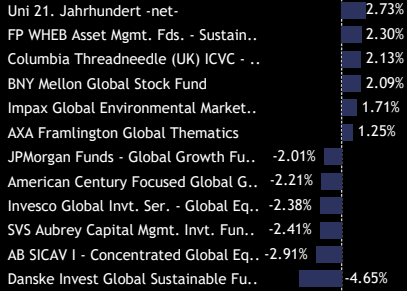 Uni 21. Jahrhundert -net- 2.73%
FP WHEB Asset Mgmt. Fds. - Sustain.. 2.30%
Columbia Threadneedle (UK) ICVC - .. 2.13%
BNY Mellon Global Stock Fund 2.09%
Impax Global Environmental Market.. 1.71%
AXA Framlington Global Thematics 1.25%
JPMorgan Funds - Global Growth Fu.. -2.01%
American Century Focused Global G.. -2.21%
Invesco Global Invt. Ser. - Global Eq.. -2.38%
SVS Aubrey Capital Mgmt. Invt. Fun.. -2.41%
AB SICAV I - Concentrated Global Eq.. -2.91%
Danske Invest Global Sustainable Fu.. -4.65%